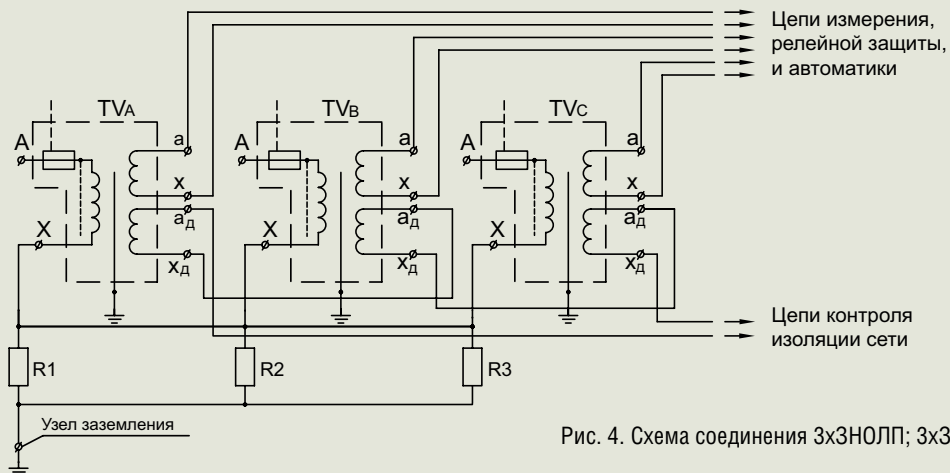 Цепи измерения,
релейной защиты,
и автоматики
TVA
TVB
TVC
A
a
x
aд
xд
X
A
a
x
aд
xд
X
A
a
x
aд
xд
X
Цепи контроля
изоляции сети
R1
R2
R3
Узел заземления
Рис. 4. Схема соединения 3хЗНОЛП; 3хЗ